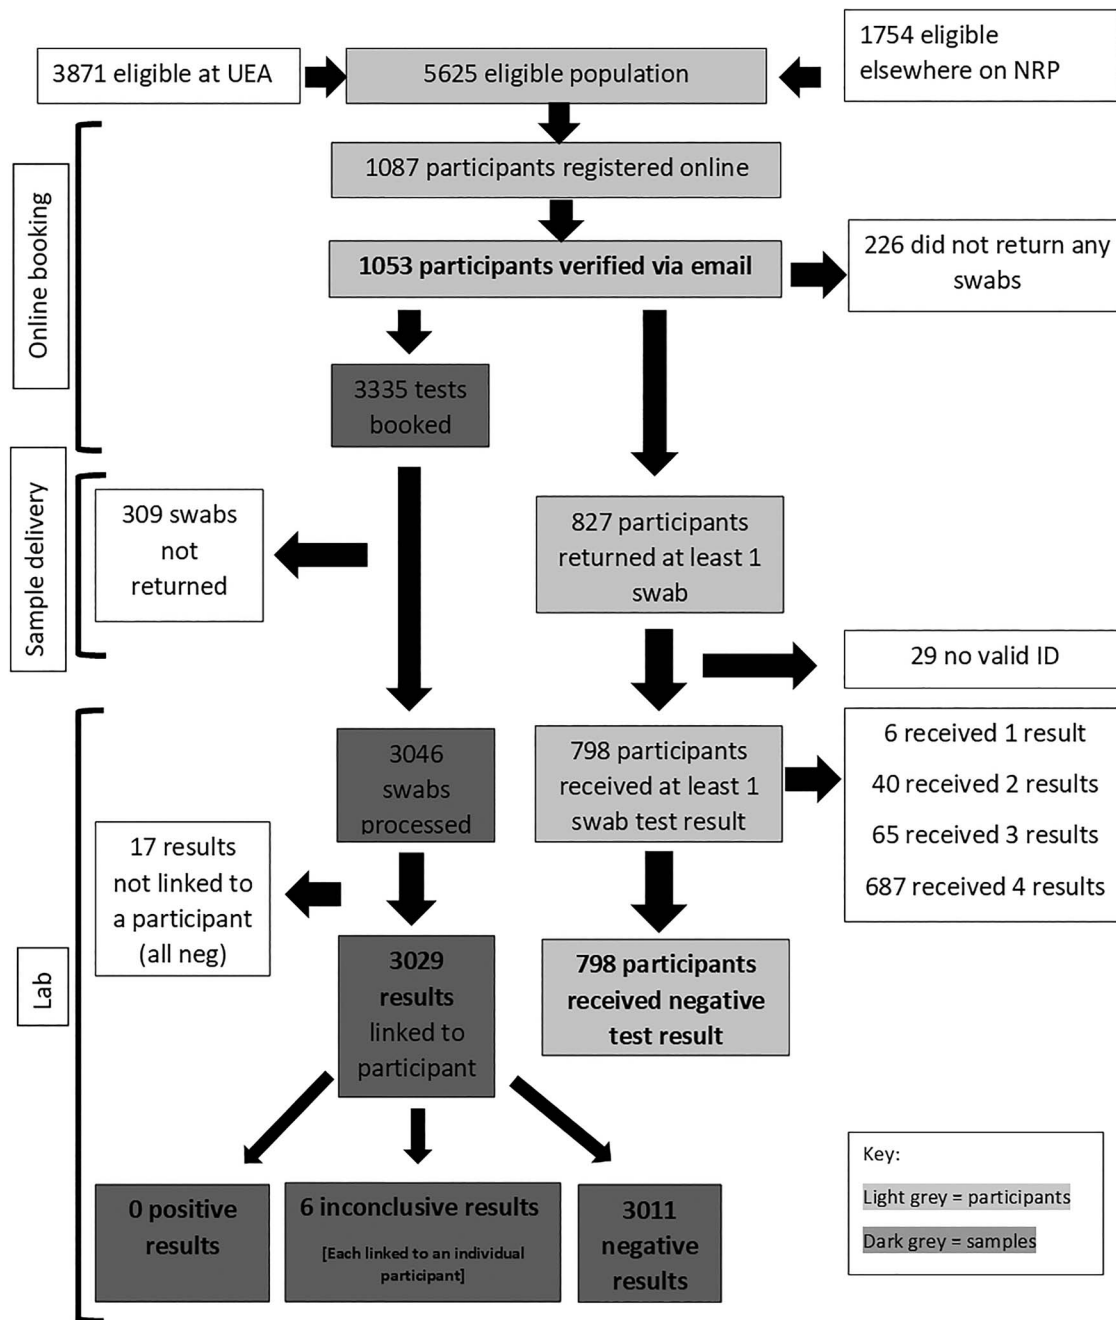 3871 eligible at UEA
5625 eligible population
1754 eligible
elsewhere on NRP
Online booking
1087 participants registered online
1053 participants verified via email
226 did not return any
swabs
3335 tests
booked
Sample delivery
309 swabs
not
returned
827 participants
returned at least 1
swab
29 no valid ID
Lab
3046
swabs
processed
798 participants
received at least 1
swab test result
6 received 1 result
40 received 2 results
65 received 3 results
687 received 4 results
17 results
not linked to
a participant
(all neg)
3029
results
linked to
participant
798 participants
received negative
test result
0 positive
results
6 inconclusive results
[Each linked to an individual
participant]
3011
negative
results
Key:
Light grey = participants
Dark grey = samples